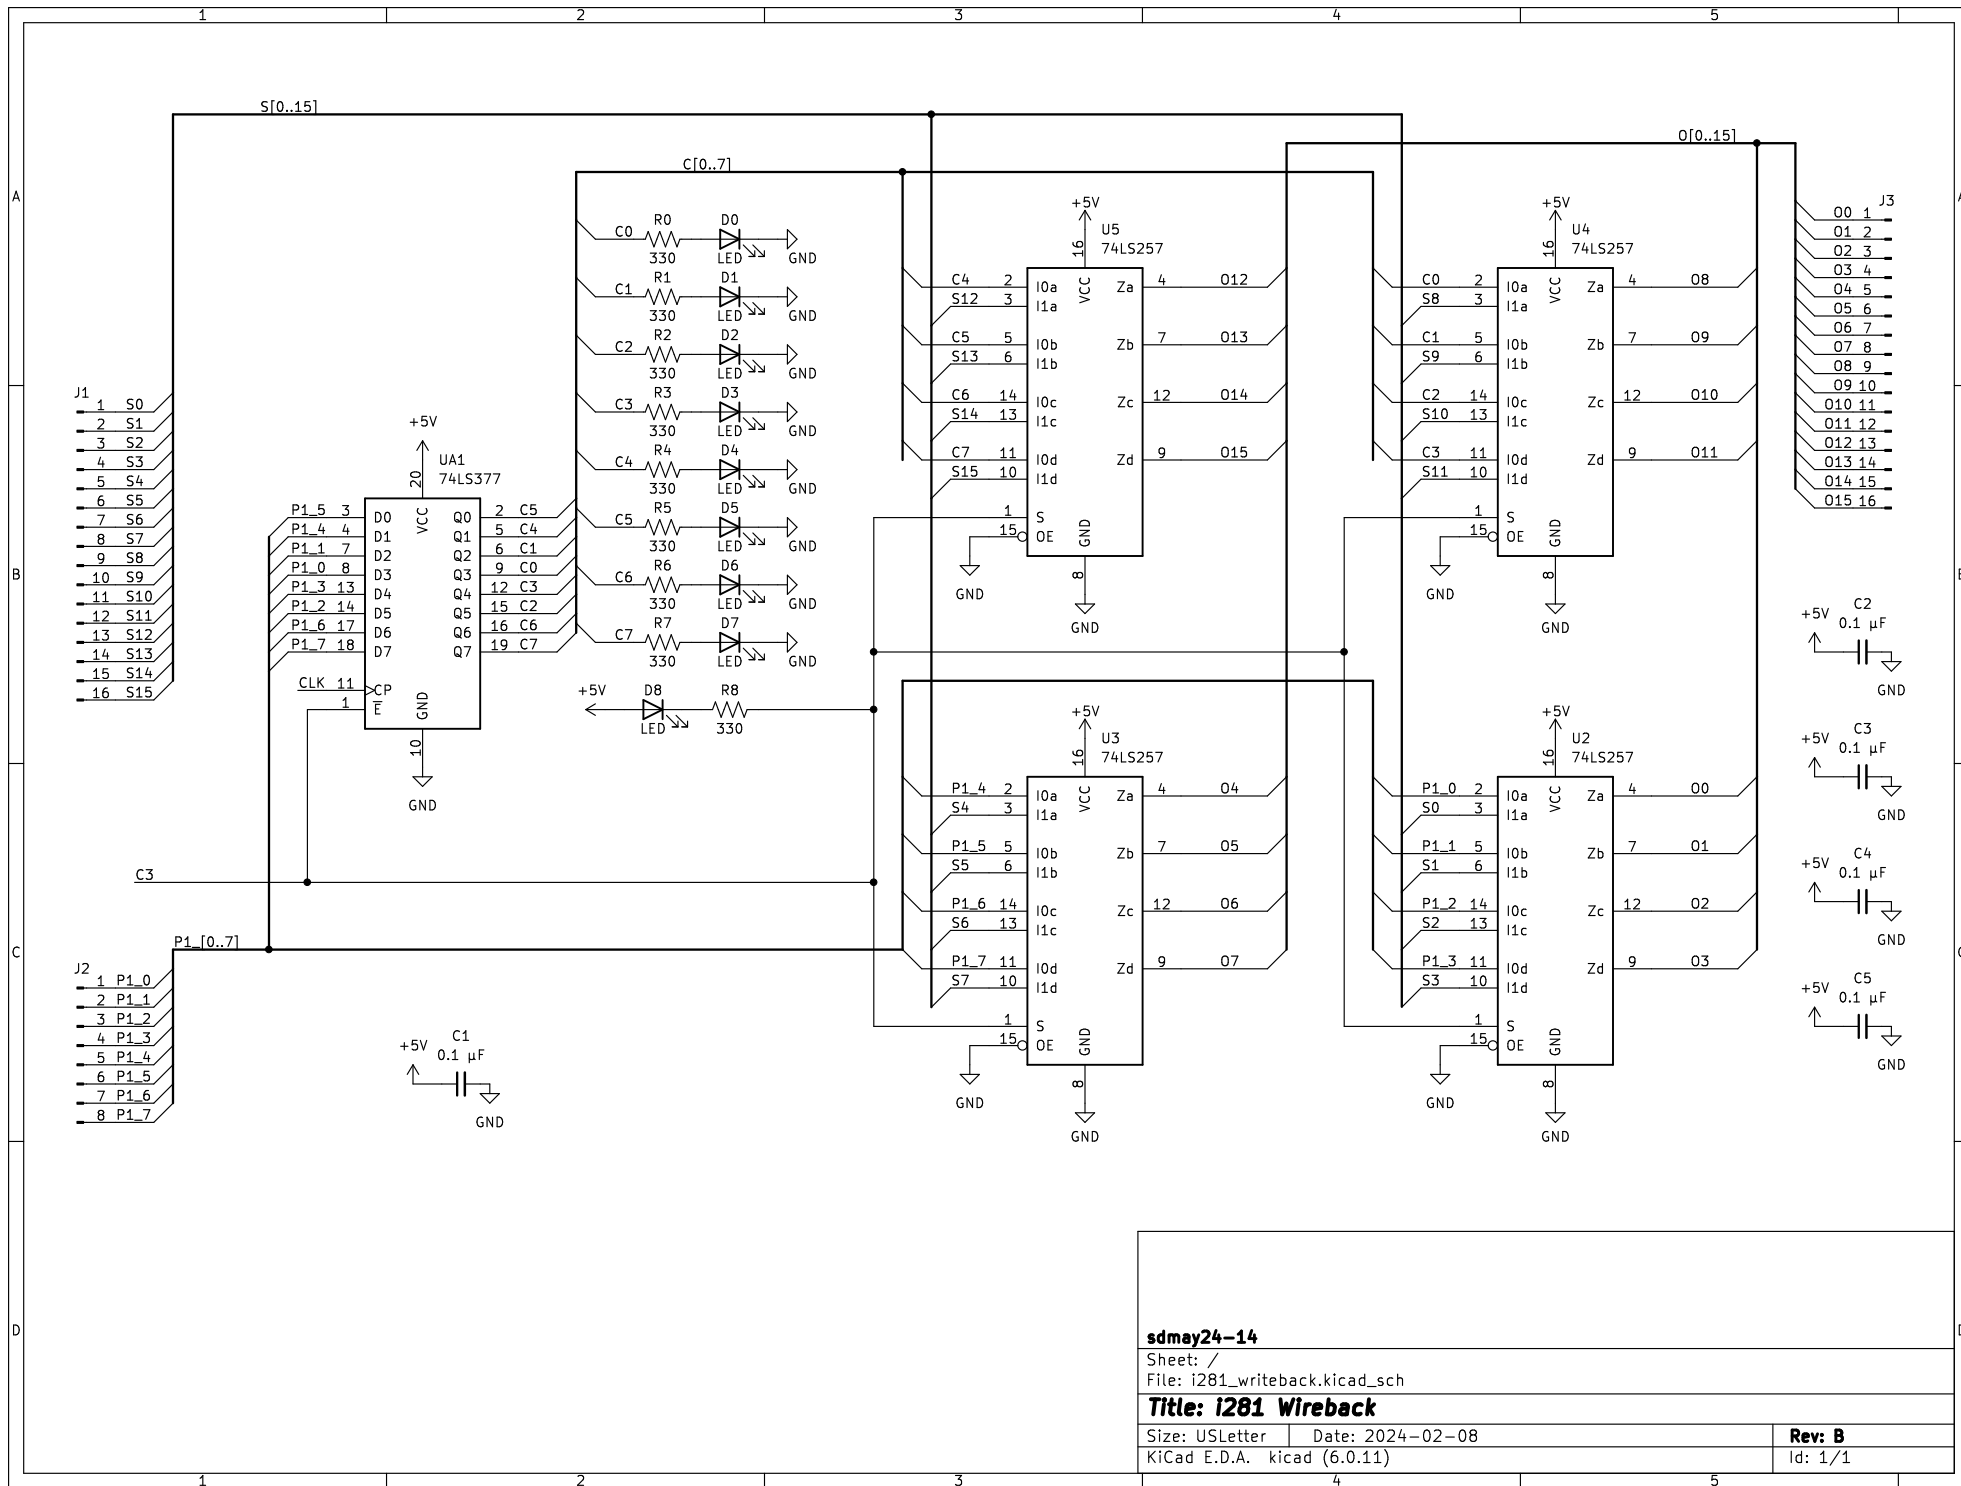 1 2 3 4 5
A
B
C
D
S[0..15]
C[0..7]
O[0..15]
J1
1 S0
2 S1
3 S2
4 S3
5 S4
6 S5
7 S6
8 S7
9 S8
10 S9
11 S10
12 S11
13 S12
14 S13
15 S14
16 S15
+5V
20
UA1
74LS377
VCC
P1_5 3 D0 Q0 2 C5
P1_4 4 D1 Q1 5 C4
P1_1 7 D2 Q2 6 C1
P1_0 8 D3 Q3 9 C0
P1_3 13 D4 Q4 12 C3
P1_2 14 D5 Q5 15 C2
P1_6 17 D6 Q6 16 C6
P1_7 18 D7 Q7 19 C7
CLK 11 CP
1 E
GND
10
GND
R0 D0
C0
330 LED GND
R1 D1
C1
330 LED GND
R2 D2
C2
330 LED GND
R3 D3
C3
330 LED GND
R4 D4
C4
330 LED GND
R5 D5
C5
330 LED GND
R6 D6
C6
330 LED GND
R7 D7
C7
330 LED GND
+5V D8 R8
LED 330
+5V
16
U5
74LS257
VCC
C4 2 I0a Za 4 O12
S12 3 I1a
C5 5 I0b Zb 7 O13
S13 6 I1b
C6 14 I0c Zc 12 O14
S14 13 I1c
C7 11 I0d Zd 9 O15
S15 10 I1d
1 S
15 OE
GND
8
GND
GND
+5V
16
U4
74LS257
VCC
C0 2 I0a Za 4 O8
S8 3 I1a
C1 5 I0b Zb 7 O9
S9 6 I1b
C2 14 I0c Zc 12 O10
S10 13 I1c
C3 11 I0d Zd 9 O11
S11 10 I1d
1 S
15 OE
GND
8
GND
GND
J3
O0 1
O1 2
O2 3
O3 4
O4 5
O5 6
O6 7
O7 8
O8 9
O9 10
O10 11
O11 12
O12 13
O13 14
O14 15
O15 16
C2
+5V 0.1 µF
GND
C3
+5V 0.1 µF
GND
C4
+5V 0.1 µF
GND
C5
+5V 0.1 µF
GND
C3
P1_[0..7]
J2
1 P1_0
2 P1_1
3 P1_2
4 P1_3
5 P1_4
6 P1_5
7 P1_6
8 P1_7
C1
+5V 0.1 µF
GND
+5V
16
U3
74LS257
VCC
P1_4 2 I0a Za 4 O4
S4 3 I1a
P1_5 5 I0b Zb 7 O5
S5 6 I1b
P1_6 14 I0c Zc 12 O6
S6 13 I1c
P1_7 11 I0d Zd 9 O7
S7 10 I1d
1 S
15 OE
GND
8
GND
GND
+5V
16
U2
74LS257
VCC
P1_0 2 I0a Za 4 O0
S0 3 I1a
P1_1 5 I0b Zb 7 O1
S1 6 I1b
P1_2 14 I0c Zc 12 O2
S2 13 I1c
P1_3 11 I0d Zd 9 O3
S3 10 I1d
1 S
15 OE
GND
8
GND
GND
sdmay24-14
Sheet: /
File: i281_writeback.kicad_sch
Title: i281 Wireback
Size: USLetter Date: 2024-02-08 Rev: B
KiCad E.D.A. kicad (6.0.11) Id: 1/1
1 2 3 4 5